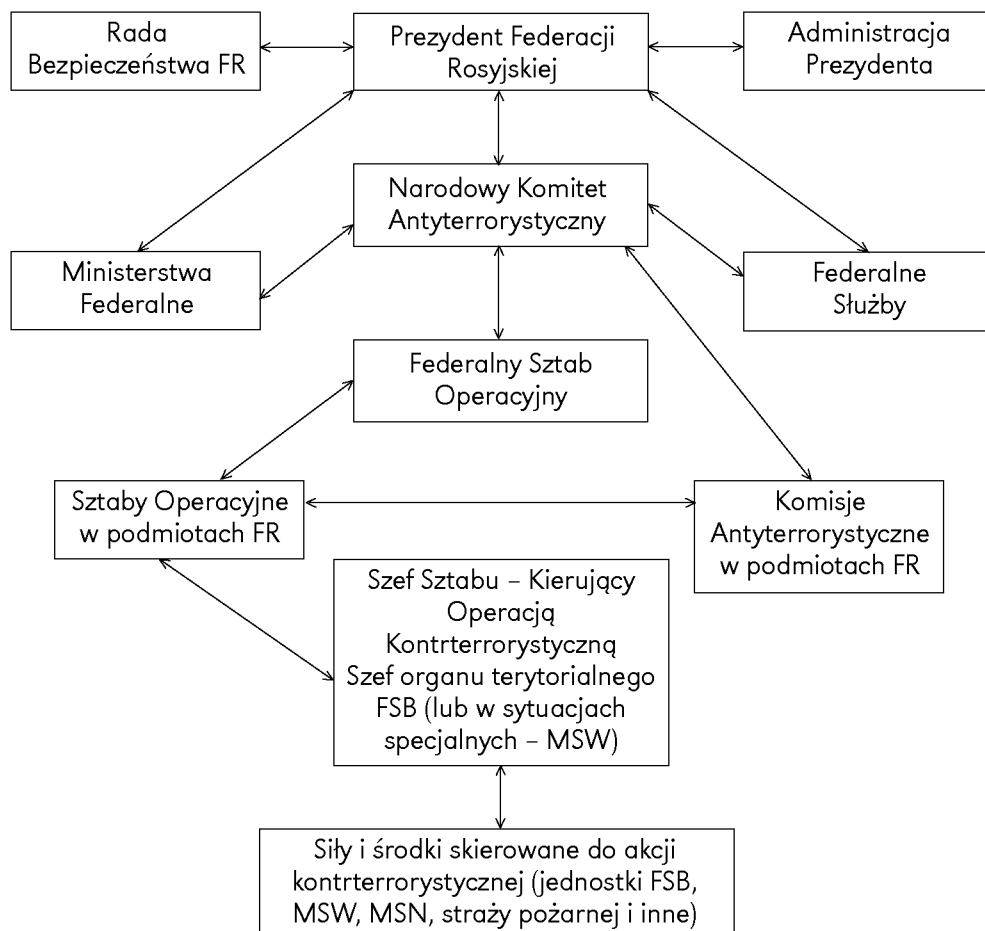 Rada
Bezpieczeństwa FR
Prezydent Federacji
Rosyjskiej
Administracja
Prezydenta
Narodowy Komitet
Antyterrorystyczny
Ministerstwa
Federalne
Federalne
Służby
Federalny Sztab
Operacyjny
Sztaby Operacyjne
w podmiotach FR
Komisje
Antyterrorystyczne
w podmiotach FR
Szef Sztabu – Kierujący
Operacją
Kontrterrorystyczną
Szef organu terytorialnego
FSB (lub w sytuacjach
specjalnych – MSW)
Siły i środki skierowane do akcji
kontrterrorystycznej (jednostki FSB,
MSW, MSN, straży pożarnej i inne)